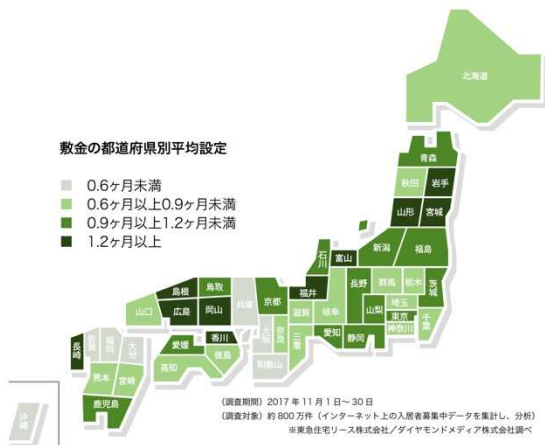 北海道
敷金の都道府県別平均設定
0.6ヶ月未満
0.6ヶ月以上0.9ヶ月未満
0.9ヶ月以上1.2ヶ月未満
1.2ヶ月以上
青森
秋田 岩手
山形 宮城
石川 富山 新潟 福島
福井 長野 群馬 栃木 茨城
島根 鳥取 兵庫 京都 滋賀 岐阜 山梨 埼玉
山口 広島 岡山 大阪 奈良 三重 愛知 静岡 東京 千葉
神奈川
長崎 佐賀 福岡 大分 愛媛 香川 和歌山
熊本 宮崎 高知 徳島
鹿児島
沖縄
（調査期間）2017年11月1日～30日
（調査対象）約800万件（インターネット上の入居者募集中データを集計し、分析）
※東急住宅リース株式会社／ダイヤモンドメディア株式会社調べ